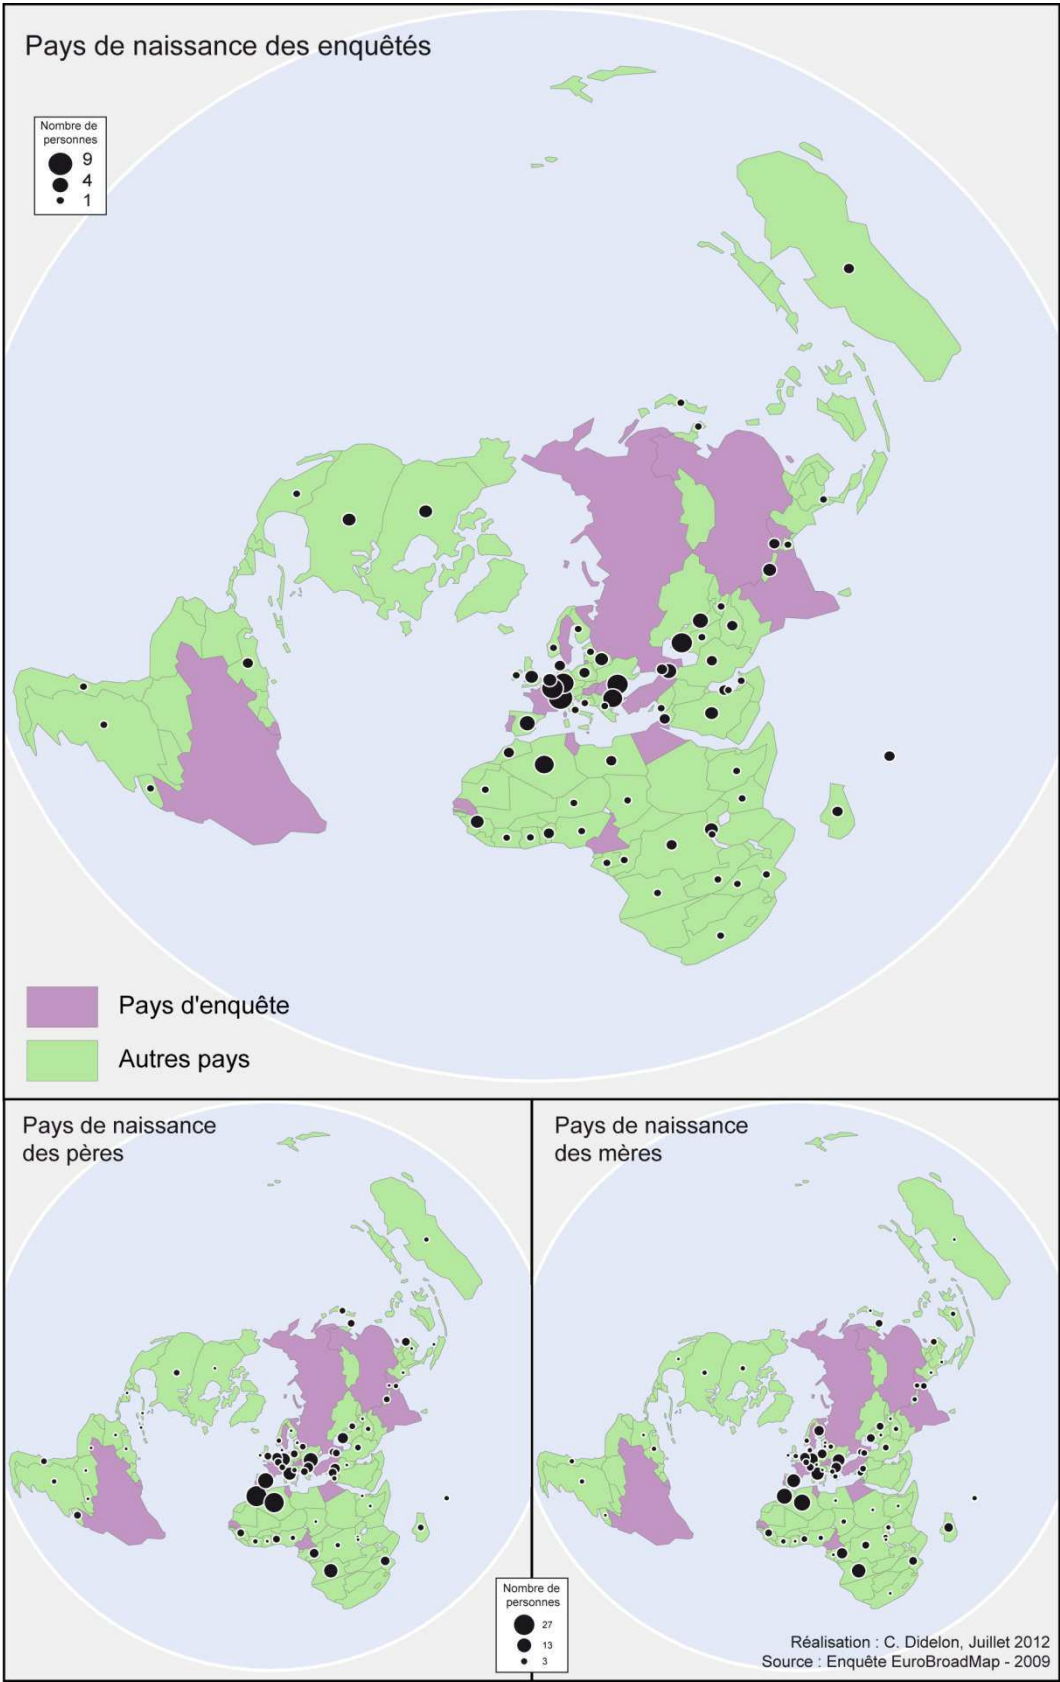 Pays de naissance des enquêtés
Nombre de
personnes
9
4
1
Pays d'enquête
Autres pays
Pays de naissance
des pères
Pays de naissance
des mères
Nombre de
personnes
27
13
3
Réalisation : C. Didelon, Juillet 2012
Source : Enquête EuroBroadMap - 2009